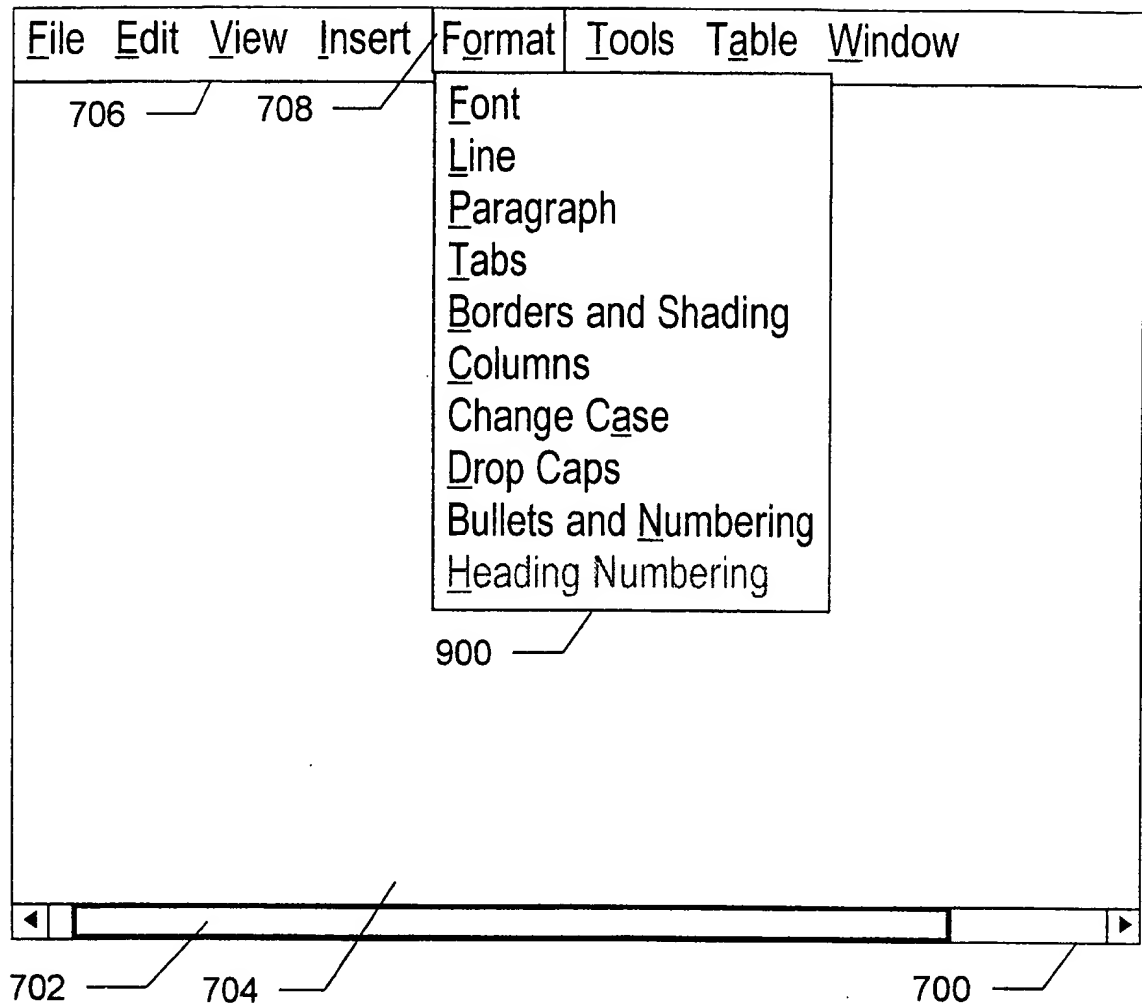 File Edit View Insert Format Tools Table Window
706 708
Font
Line
Paragraph
Tabs
Borders and Shading
Columns
Change Case
Drop Caps
Bullets and Numbering
Heading Numbering
900
702 704 700